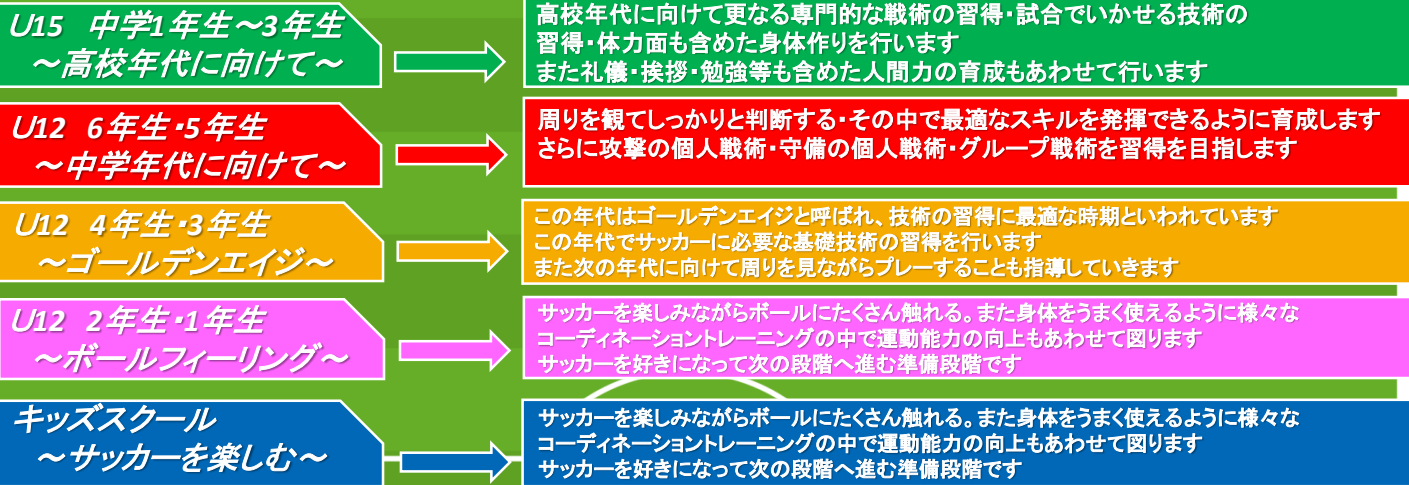 U15 中学1年生~3年生
~高校年代に向けて~
高校年代に向けて更なる専門的な戦術の習得・試合でいかせる技術の
習得・体力面も含めた身体作りを行います
また礼儀・挨拶・勉強等も含めた人間力の育成もあわせて行います
U12 6年生・5年生
~中学年代に向けて~
周りを観てしっかりと判断する・その中で最適なスキルを発揮できるように育成します
さらに攻撃の個人戦術・守備の個人戦術・グループ戦術を習得を目指します
U12 4年生・3年生
~ゴールデンエイジ~
この年代はゴールデンエイジと呼ばれ、技術の習得に最適な時期といわれています
この年代でサッカーに必要な基礎技術の習得を行います
また次の年代に向けて周りを見ながらプレーすることも指導していきます
U12 2年生・1年生
~ボールフィーリング~
サッカーを楽しみながらボールにたくさん触れる。また身体をうまく使えるように様々な
コーディネーショントレーニングの中で運動能力の向上もあわせて図ります
サッカーを好きになって次の段階へ進む準備段階です
キッズスクール
~サッカーを楽しむ~
サッカーを楽しみながらボールにたくさん触れる。また身体をうまく使えるように様々な
コーディネーショントレーニングの中で運動能力の向上もあわせて図ります
サッカーを好きになって次の段階へ進む準備段階です